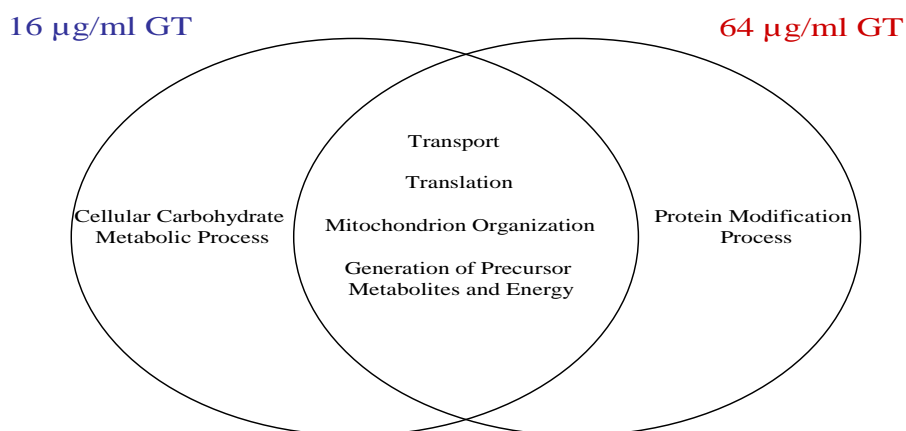 16 µg/ml GT
64 µg/ml GT
Transport
Translation
Cellular Carbohydrate
Metabolic Process
Mitochondrion Organization
Protein Modification
Process
Generation of Precursor
Metabolites and Energy